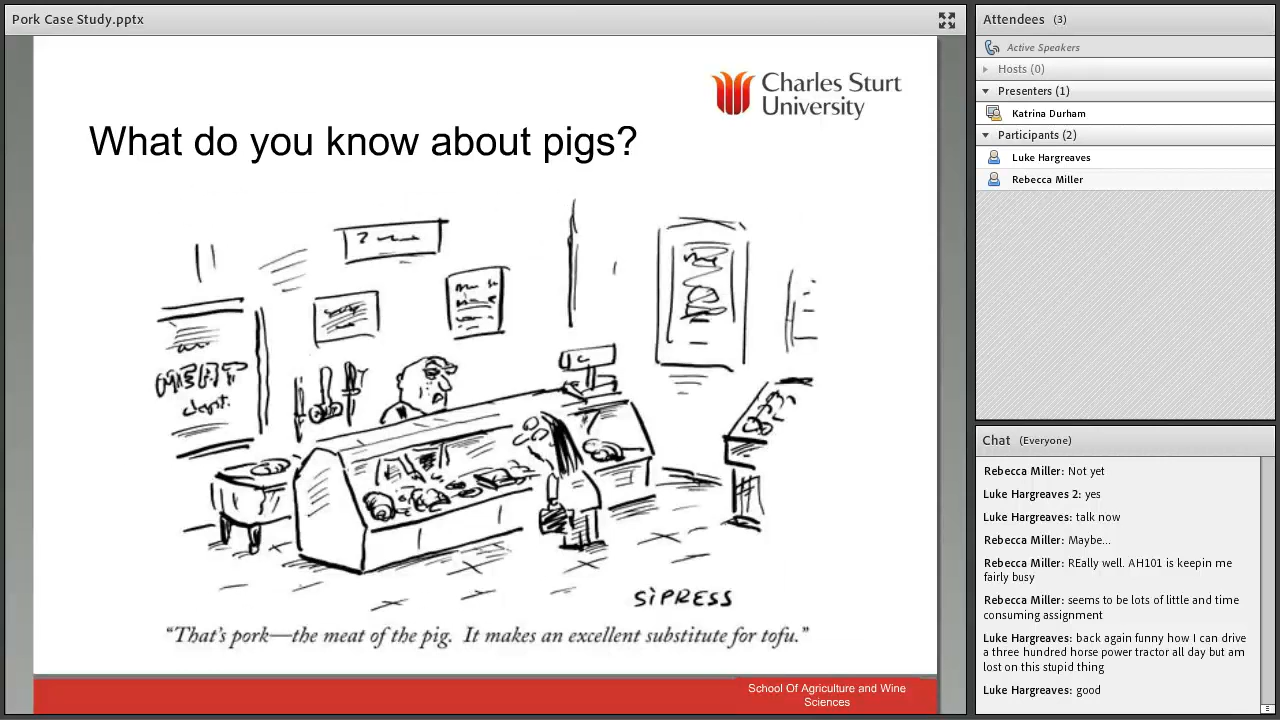 Pork Case Study.pptx
Charles Sturt
University
What do you know about pigs?
MEAT
dept.
SIPRESS
“That’s pork—the meat of the pig. It makes an excellent substitute for tofu.”
School Of Agriculture and Wine
Sciences
Attendees (3)
Active Speakers
Hosts (0)
Presenters (1)
Katrina Durham
Participants (2)
Luke Hargreaves
Rebecca Miller
Chat (Everyone)
Rebecca Miller: Not yet
Luke Hargreaves 2: yes
Luke Hargreaves: talk now
Rebecca Miller: Maybe...
Rebecca Miller: REally well. AH101 is keepin me
fairly busy
Rebecca Miller: seems to be lots of little and time
consuming assignment
Luke Hargreaves: back again funny how I can drive
a three hundred horse power tractor all day but am
lost on this stupid thing
Luke Hargreaves: good